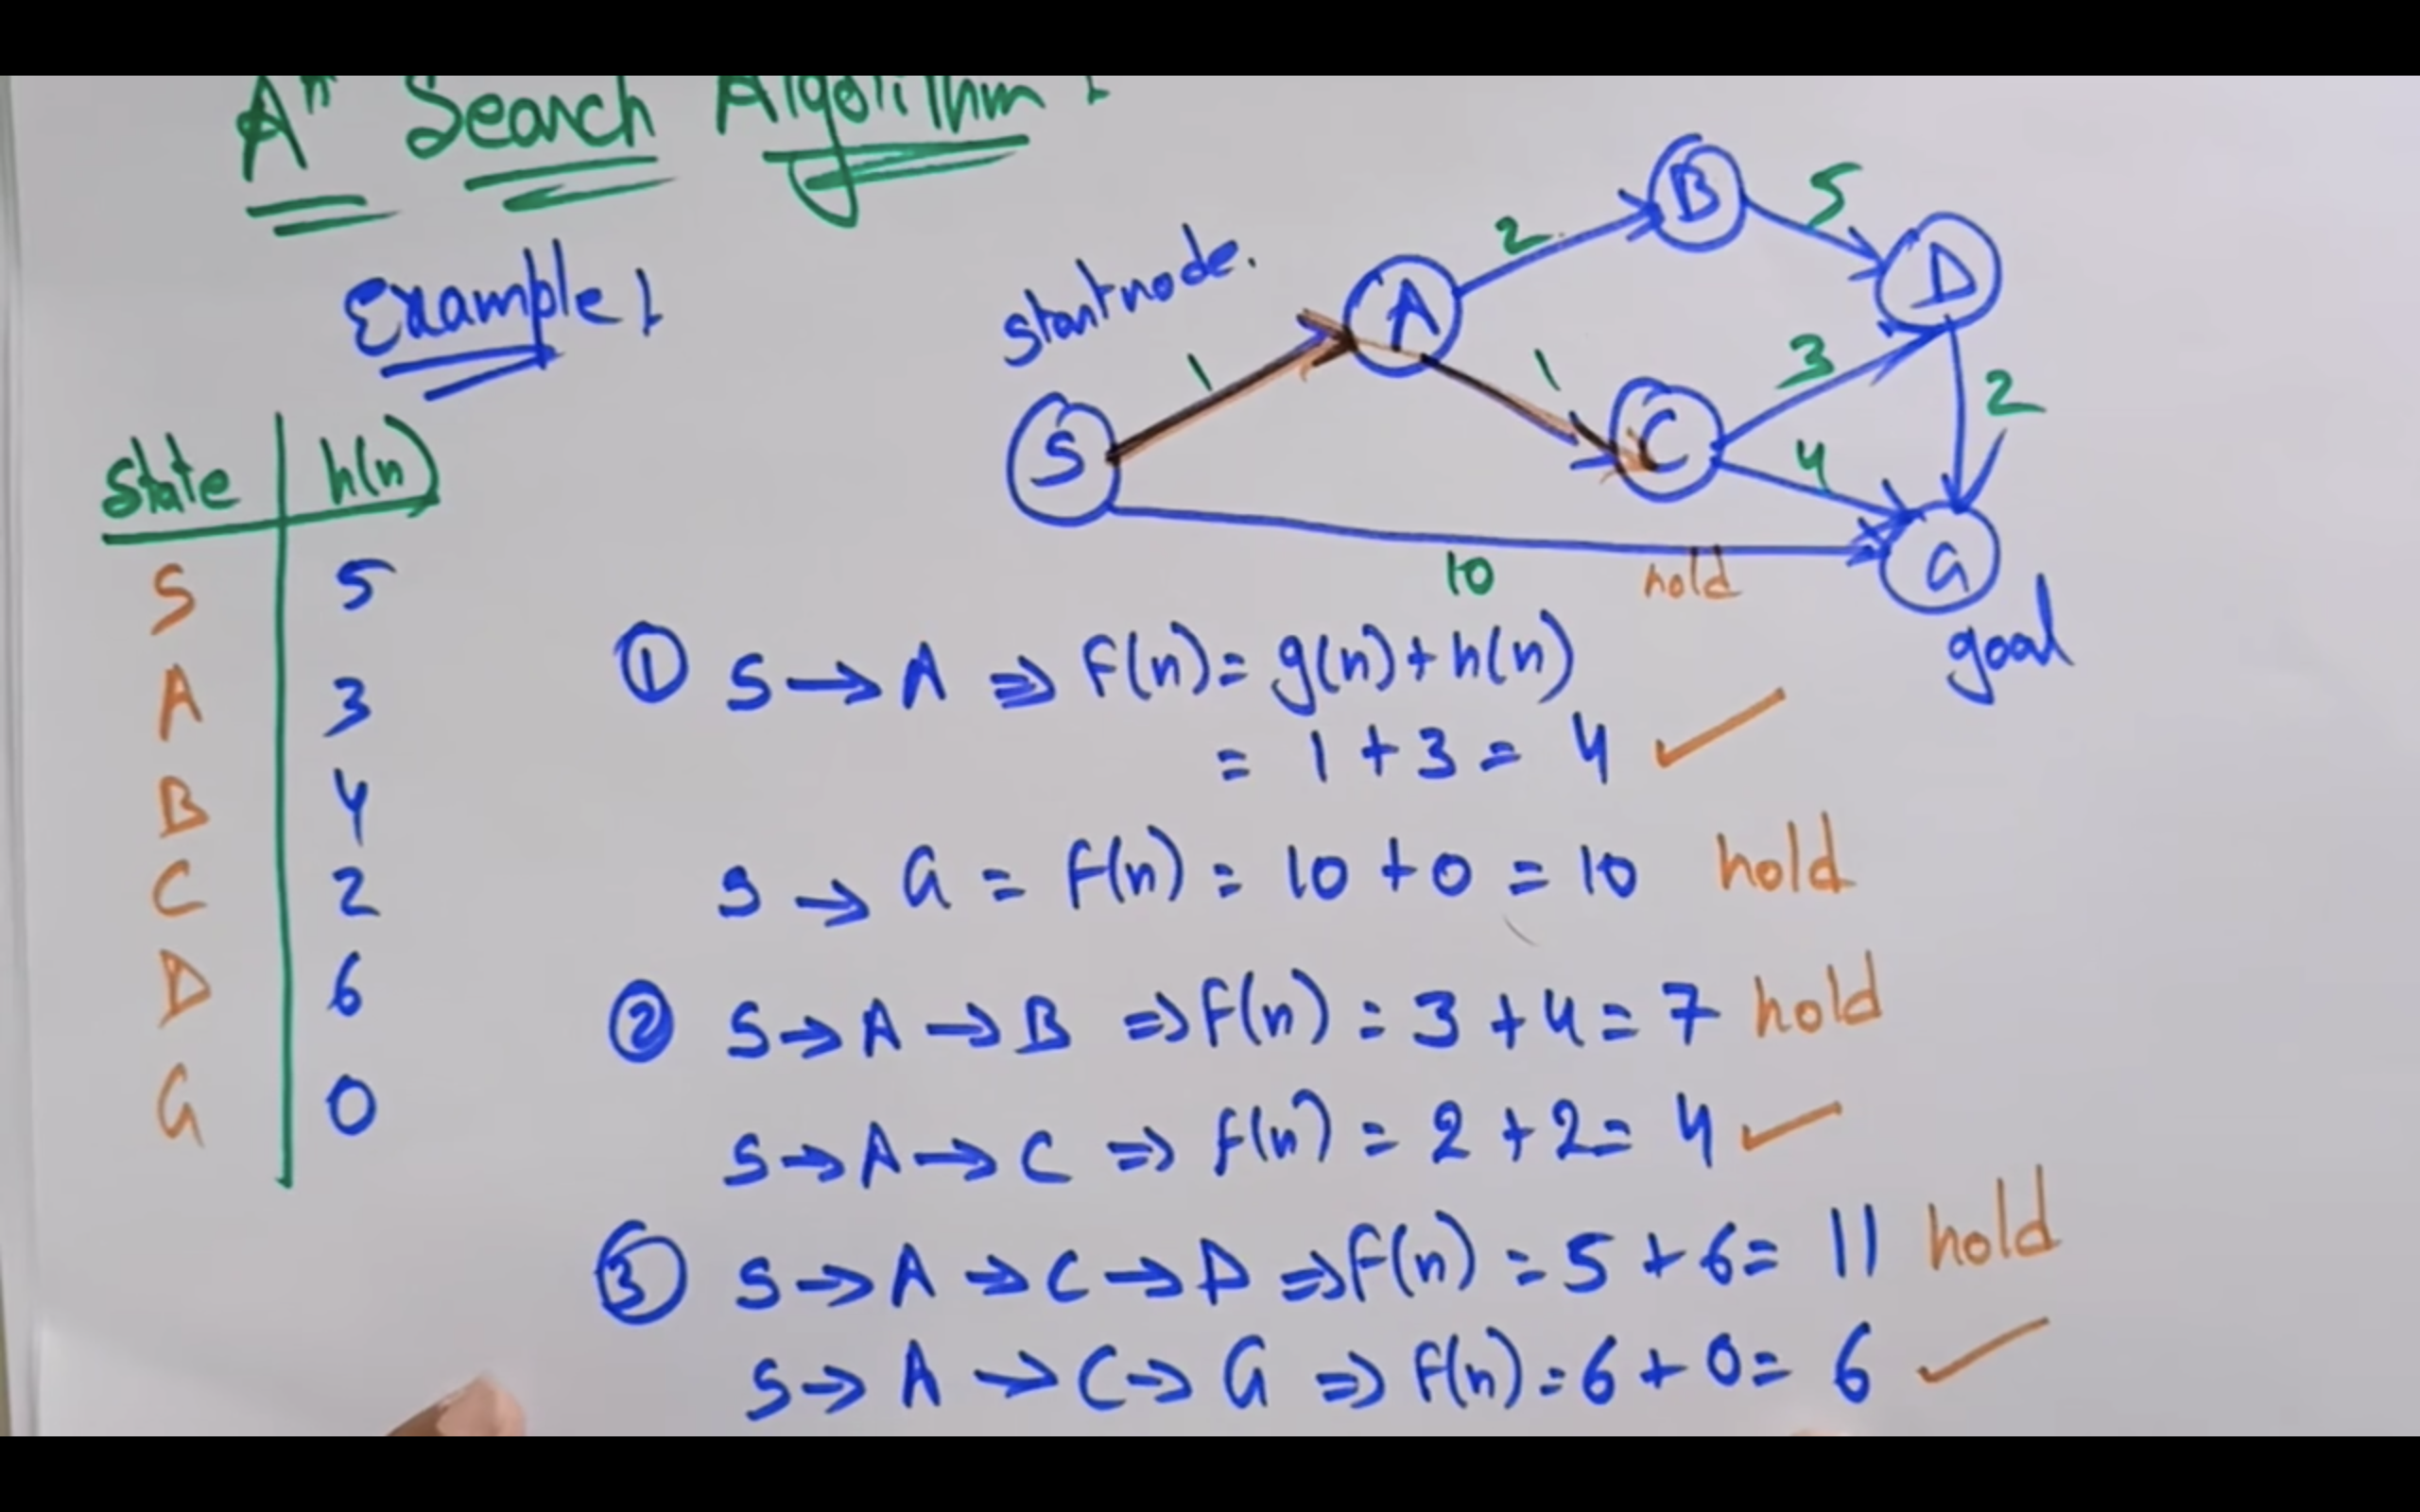 A* Search Algorithm :
Example :
start node.
S
A
B
C
D
G
1
2
1
5
3
4
2
10
hold
goal
State h(n)
S 5
A 3
B 4
C 2
D 6
G 0
① S → A ⇒ F(n) = g(n) + h(n)
= 1 + 3 = 4 ✓
S → G = F(n) = 10 + 0 = 10 hold
② S → A → B ⇒ F(n) = 3 + 4 = 7 hold
S → A → C ⇒ F(n) = 2 + 2 = 4 ✓
③ S → A → C → D ⇒ F(n) = 5 + 6 = 11 hold
S → A → C → G ⇒ F(n) = 6 + 0 = 6 ✓